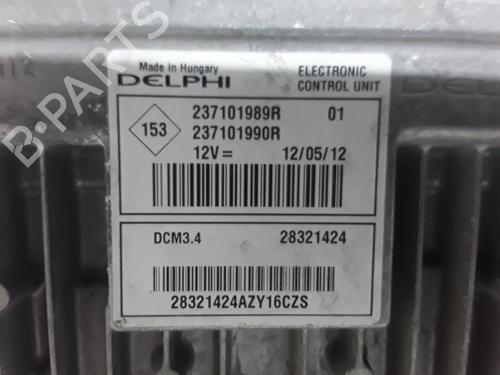 Made in Hungary
DELPHI
ELECTRONIC
CONTROL UNIT
153
237101989R 01
237101990R
12V= 12/05/12
DCM3.4 28321424
28321424AZY16CZS
B-PARTS